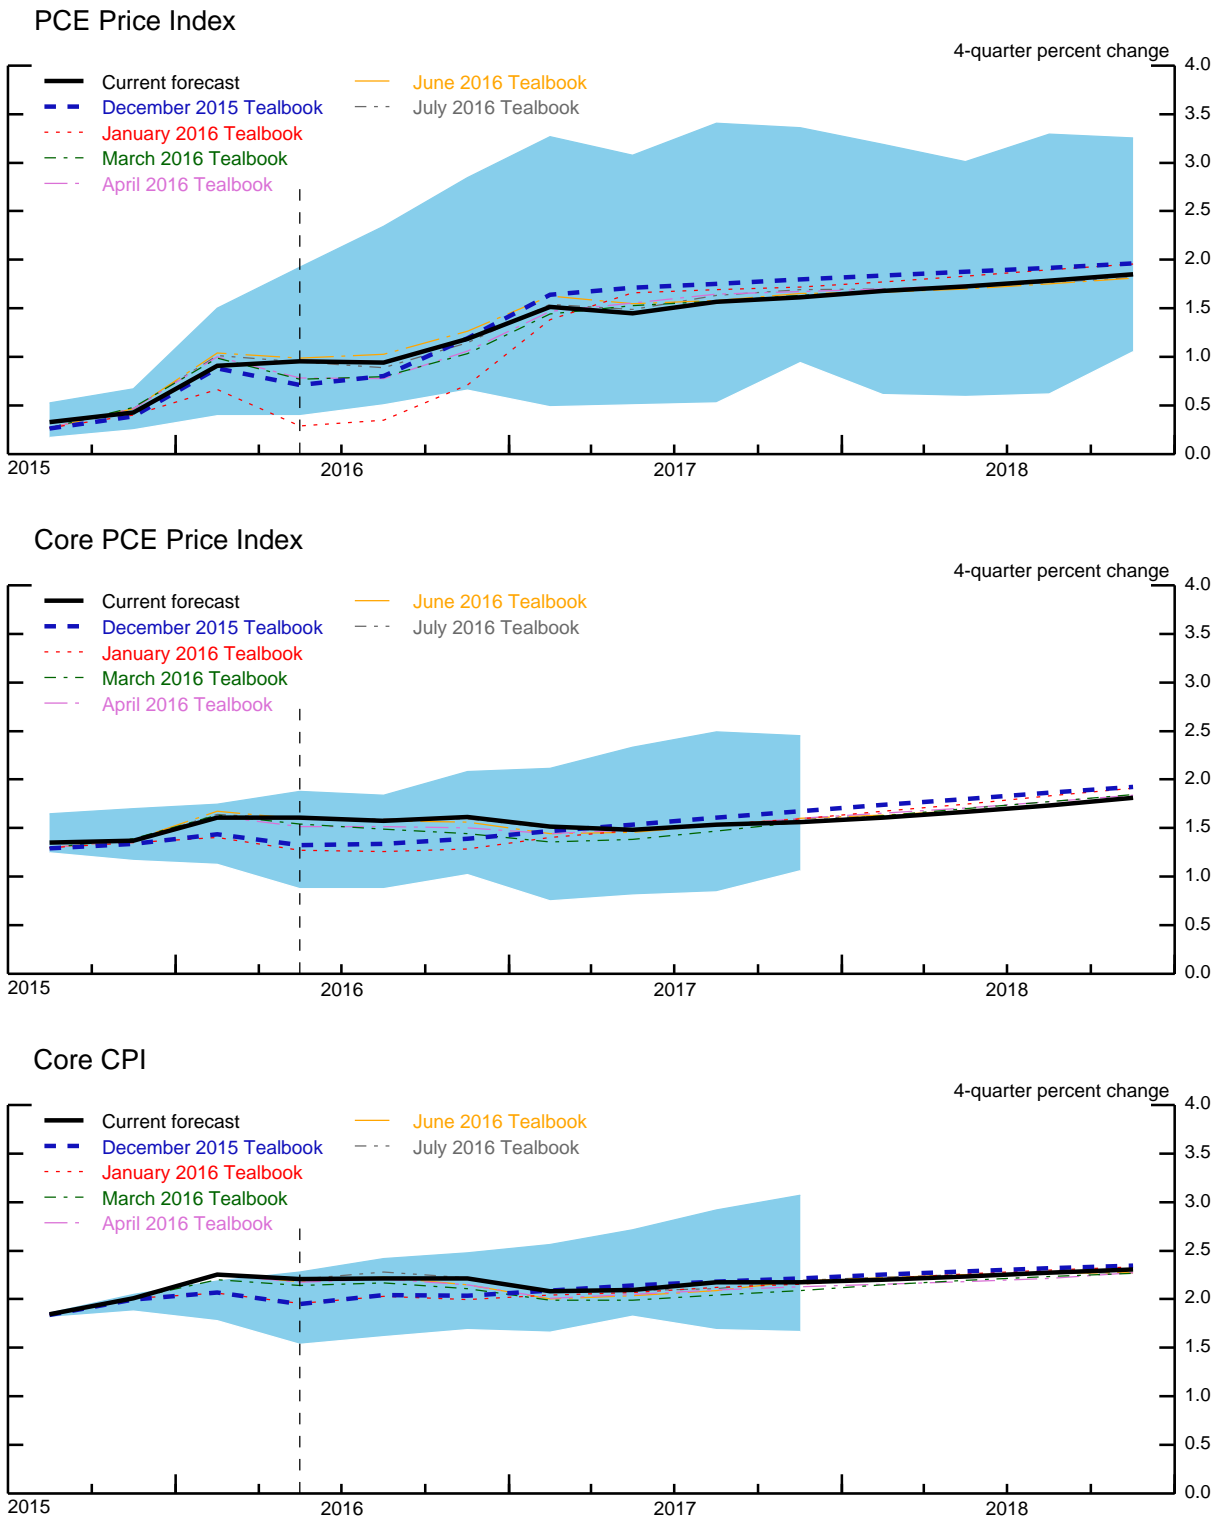 PCE Price Index
4-quarter percent change
Current forecast
December 2015 Tealbook
January 2016 Tealbook
March 2016 Tealbook
April 2016 Tealbook
June 2016 Tealbook
July 2016 Tealbook
4.0
3.5
3.0
2.5
2.0
1.5
1.0
0.5
0.0
2015 2016 2017 2018
Core PCE Price Index
4-quarter percent change
Current forecast
December 2015 Tealbook
January 2016 Tealbook
March 2016 Tealbook
April 2016 Tealbook
June 2016 Tealbook
July 2016 Tealbook
4.0
3.5
3.0
2.5
2.0
1.5
1.0
0.5
0.0
2015 2016 2017 2018
Core CPI
4-quarter percent change
Current forecast
December 2015 Tealbook
January 2016 Tealbook
March 2016 Tealbook
April 2016 Tealbook
June 2016 Tealbook
July 2016 Tealbook
4.0
3.5
3.0
2.5
2.0
1.5
1.0
0.5
0.0
2015 2016 2017 2018